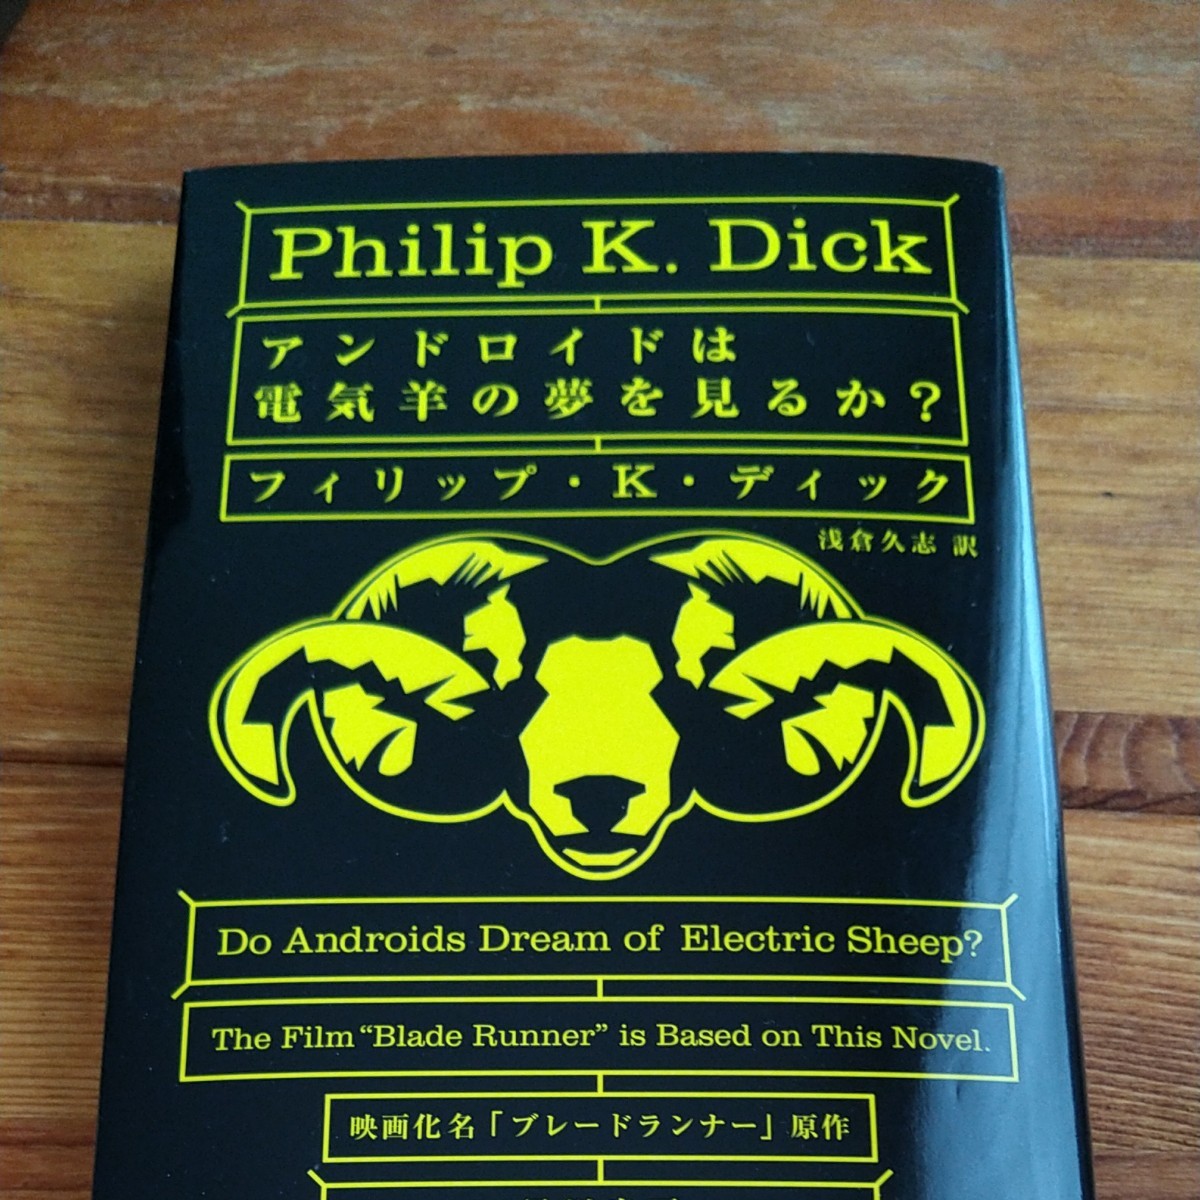 Philip K. Dick
アンドロイドは
電気羊の夢を見るか？
フィリップ・K・ディック
浅倉久志 訳
Do Androids Dream of Electric Sheep?
The Film “Blade Runner” is Based on This Novel.
映画化名「ブレードランナー」原作